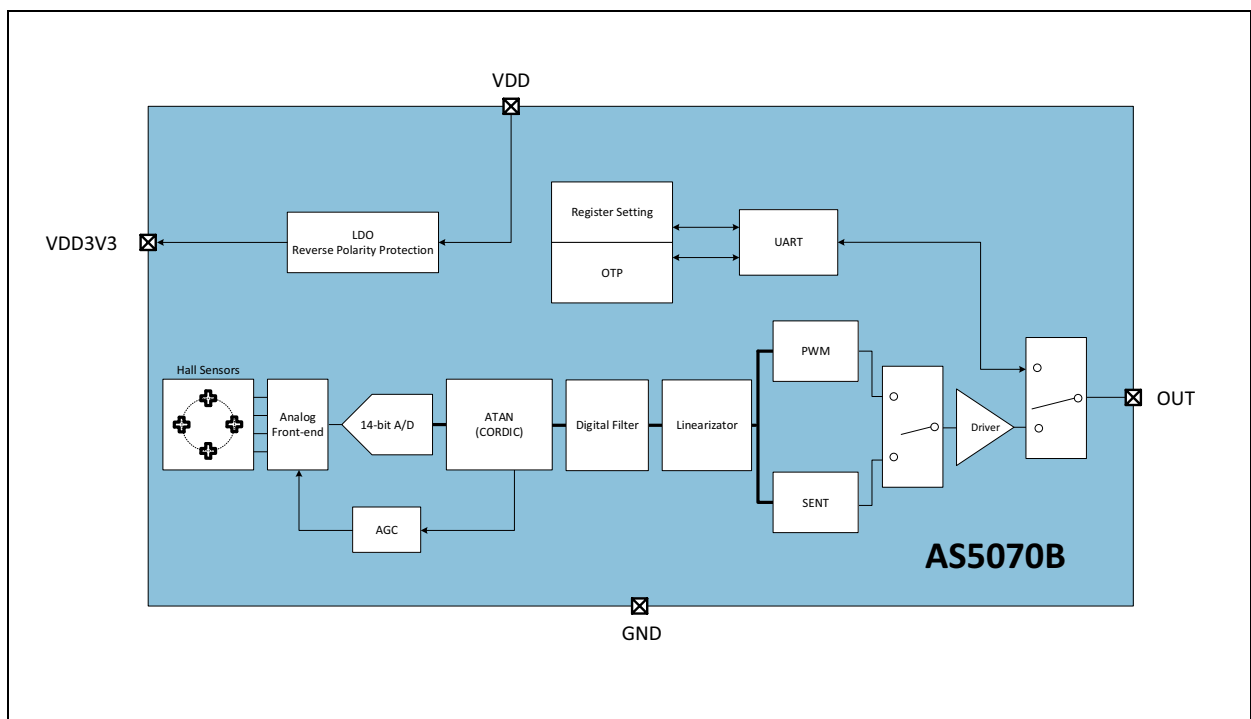 VDD
VDD3V3
LDO
Reverse Polarity Protection
Register Setting
OTP
UART
Hall Sensors
Analog
Front-end
14-bit A/D
ATAN
(CORDIC)
Digital Filter
Linearizator
PWM
SENT
Driver
OUT
AGC
AS5070B
GND